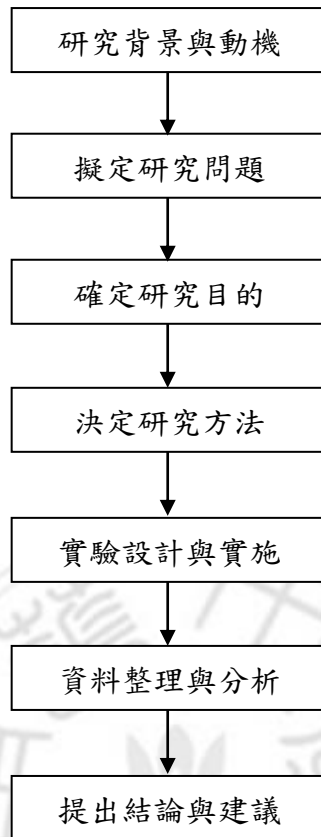 研究背景與動機
擬定研究問題
確定研究目的
決定研究方法
實驗設計與實施
資料整理與分析
提出結論與建議